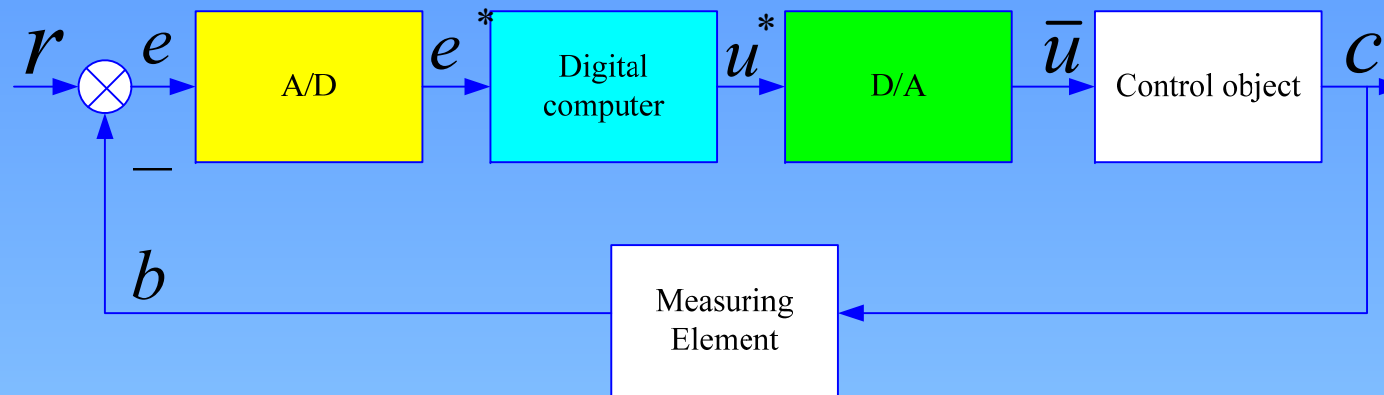 r
e
A/D
e*
Digital
computer
u*
D/A
u̅
Control object
c
−
b
Measuring
Element